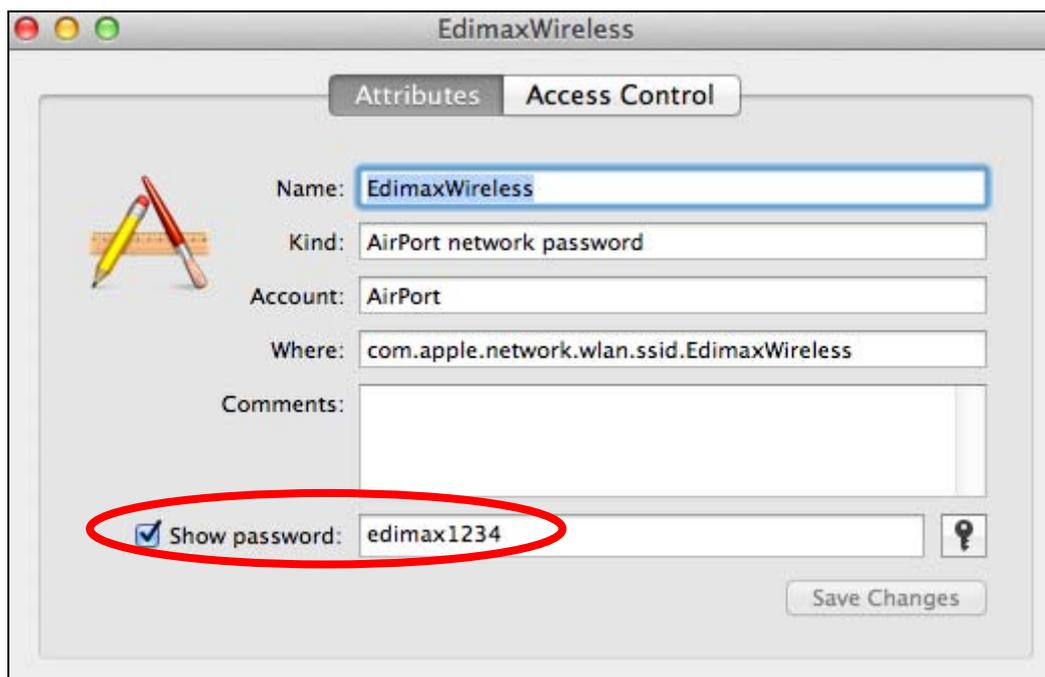 EdimaxWireless
Attributes Access Control
Name: EdimaxWireless
Kind: AirPort network password
Account: AirPort
Where: com.apple.network.wlan.ssid.EdimaxWireless
Comments:
Show password: edimax1234
Save Changes